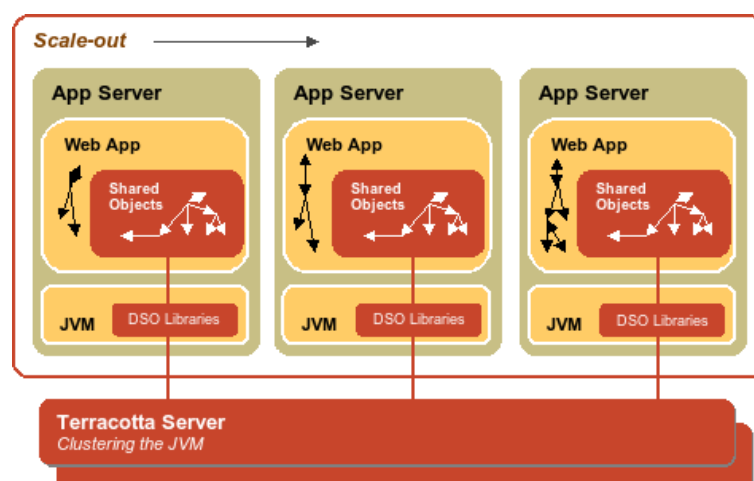 Scale-out
App Server
Web App
Shared
Objects
JVM
DSO Libraries
App Server
Web App
Shared
Objects
JVM
DSO Libraries
App Server
Web App
Shared
Objects
JVM
DSO Libraries
Terracotta Server
Clustering the JVM